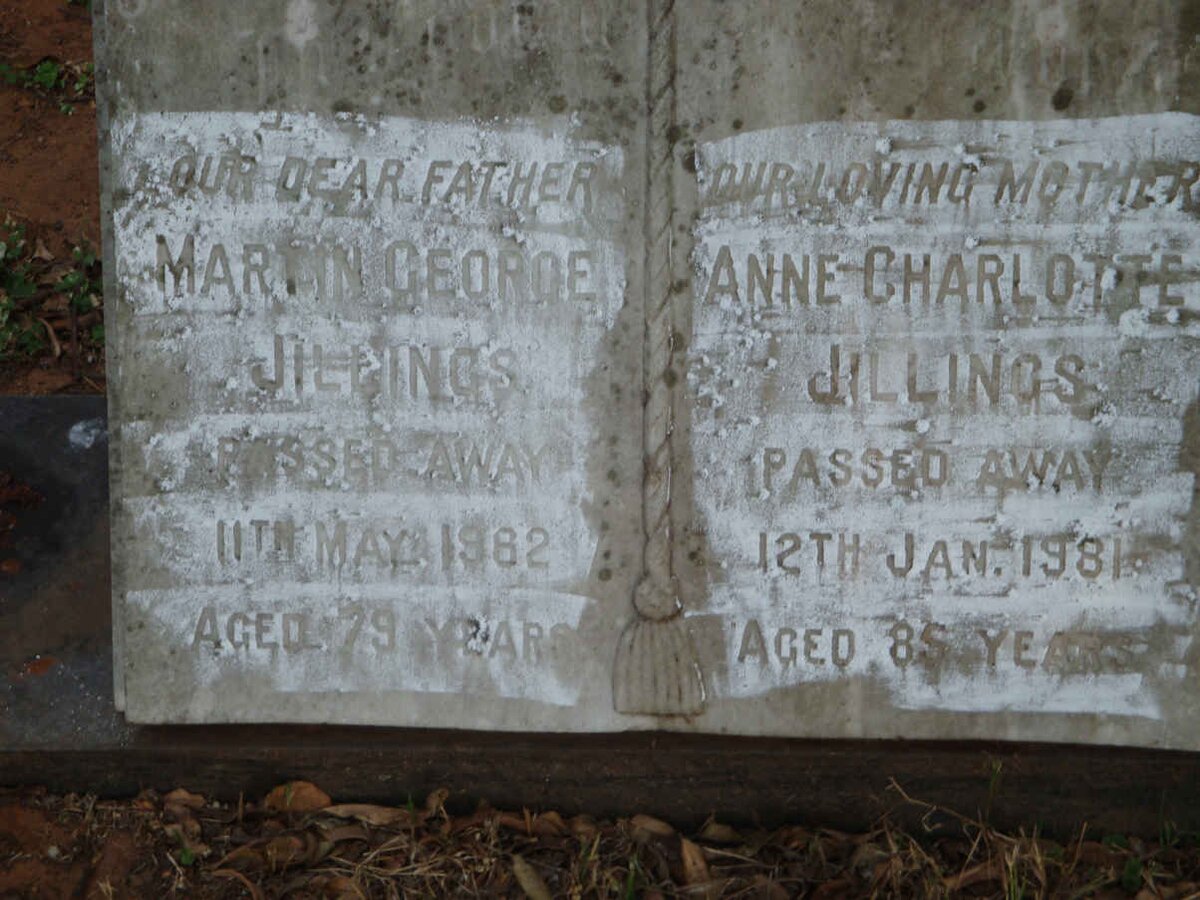 OUR DEAR FATHER
MARTIN GEORGE
JILLINGS
PASSED AWAY
11TH MAY. 1962
AGED 79 YEARS
OUR LOVING MOTHER
ANNE CHARLOTTE
JILLINGS
PASSED AWAY
12TH JAN. 1981.
AGED 85 YEARS